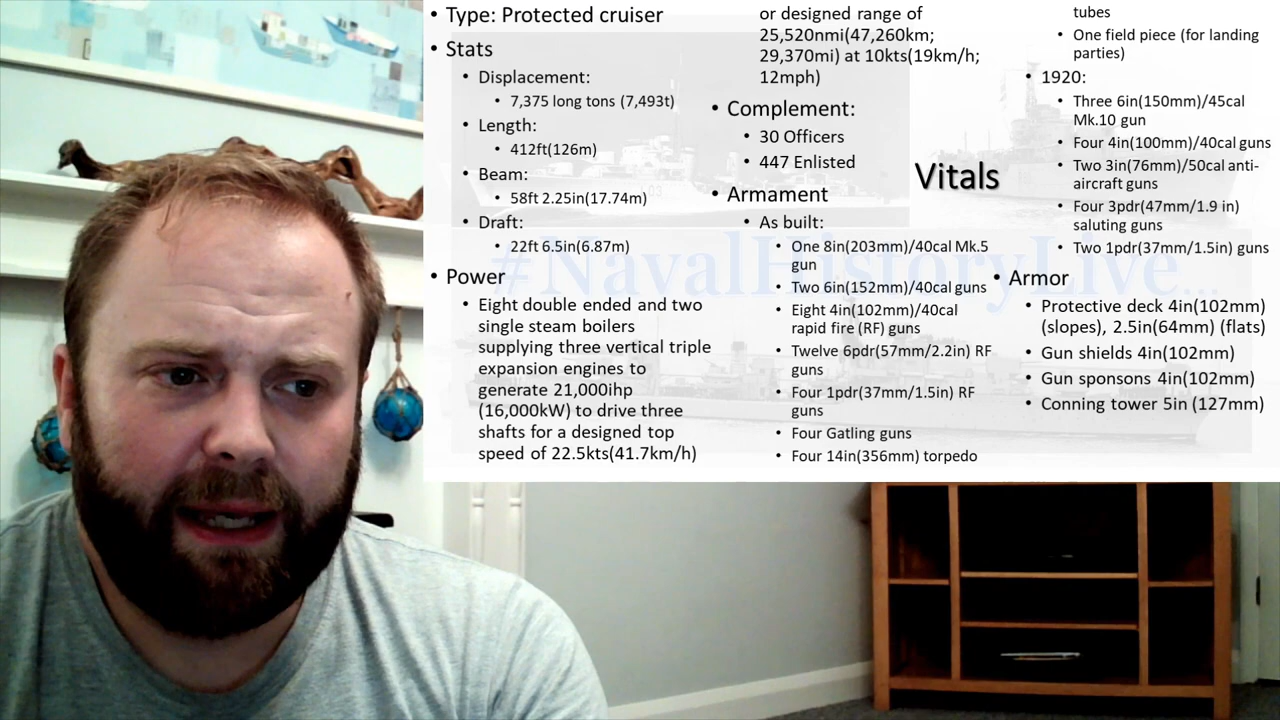 Type: Protected cruiser
Stats
Displacement:
7,375 long tons (7,493t)
Length:
412ft(126m)
Beam:
58ft 2.25in(17.74m)
Draft:
22ft 6.5in(6.87m)
Power
Eight double ended and two
single steam boilers
supplying three vertical triple
expansion engines to
generate 21,000ihp
(16,000kW) to drive three
shafts for a designed top
speed of 22.5kts(41.7km/h)
or designed range of
25,520nmi(47,260km;
29,370mi) at 10kts(19km/h;
12mph)
Complement:
30 Officers
447 Enlisted
Armament
As built:
One 8in(203mm)/40cal Mk.5
gun
Two 6in(152mm)/40cal guns
Eight 4in(102mm)/40cal
rapid fire (RF) guns
Twelve 6pdr(57mm/2.2in) RF
guns
Four 1pdr(37mm/1.5in) RF
guns
Four Gatling guns
Four 14in(356mm) torpedo
tubes
One field piece (for landing
parties)
1920:
Three 6in(150mm)/45cal
Mk.10 gun
Four 4in(100mm)/40cal guns
Two 3in(76mm)/50cal anti-
aircraft guns
Four 3pdr(47mm/1.9 in)
saluting guns
Two 1pdr(37mm/1.5in) guns
Armor
Protective deck 4in(102mm)
(slopes), 2.5in(64mm) (flats)
Gun shields 4in(102mm)
Gun sponsons 4in(102mm)
Conning tower 5in (127mm)
Vitals
#NavalHistoryLive...